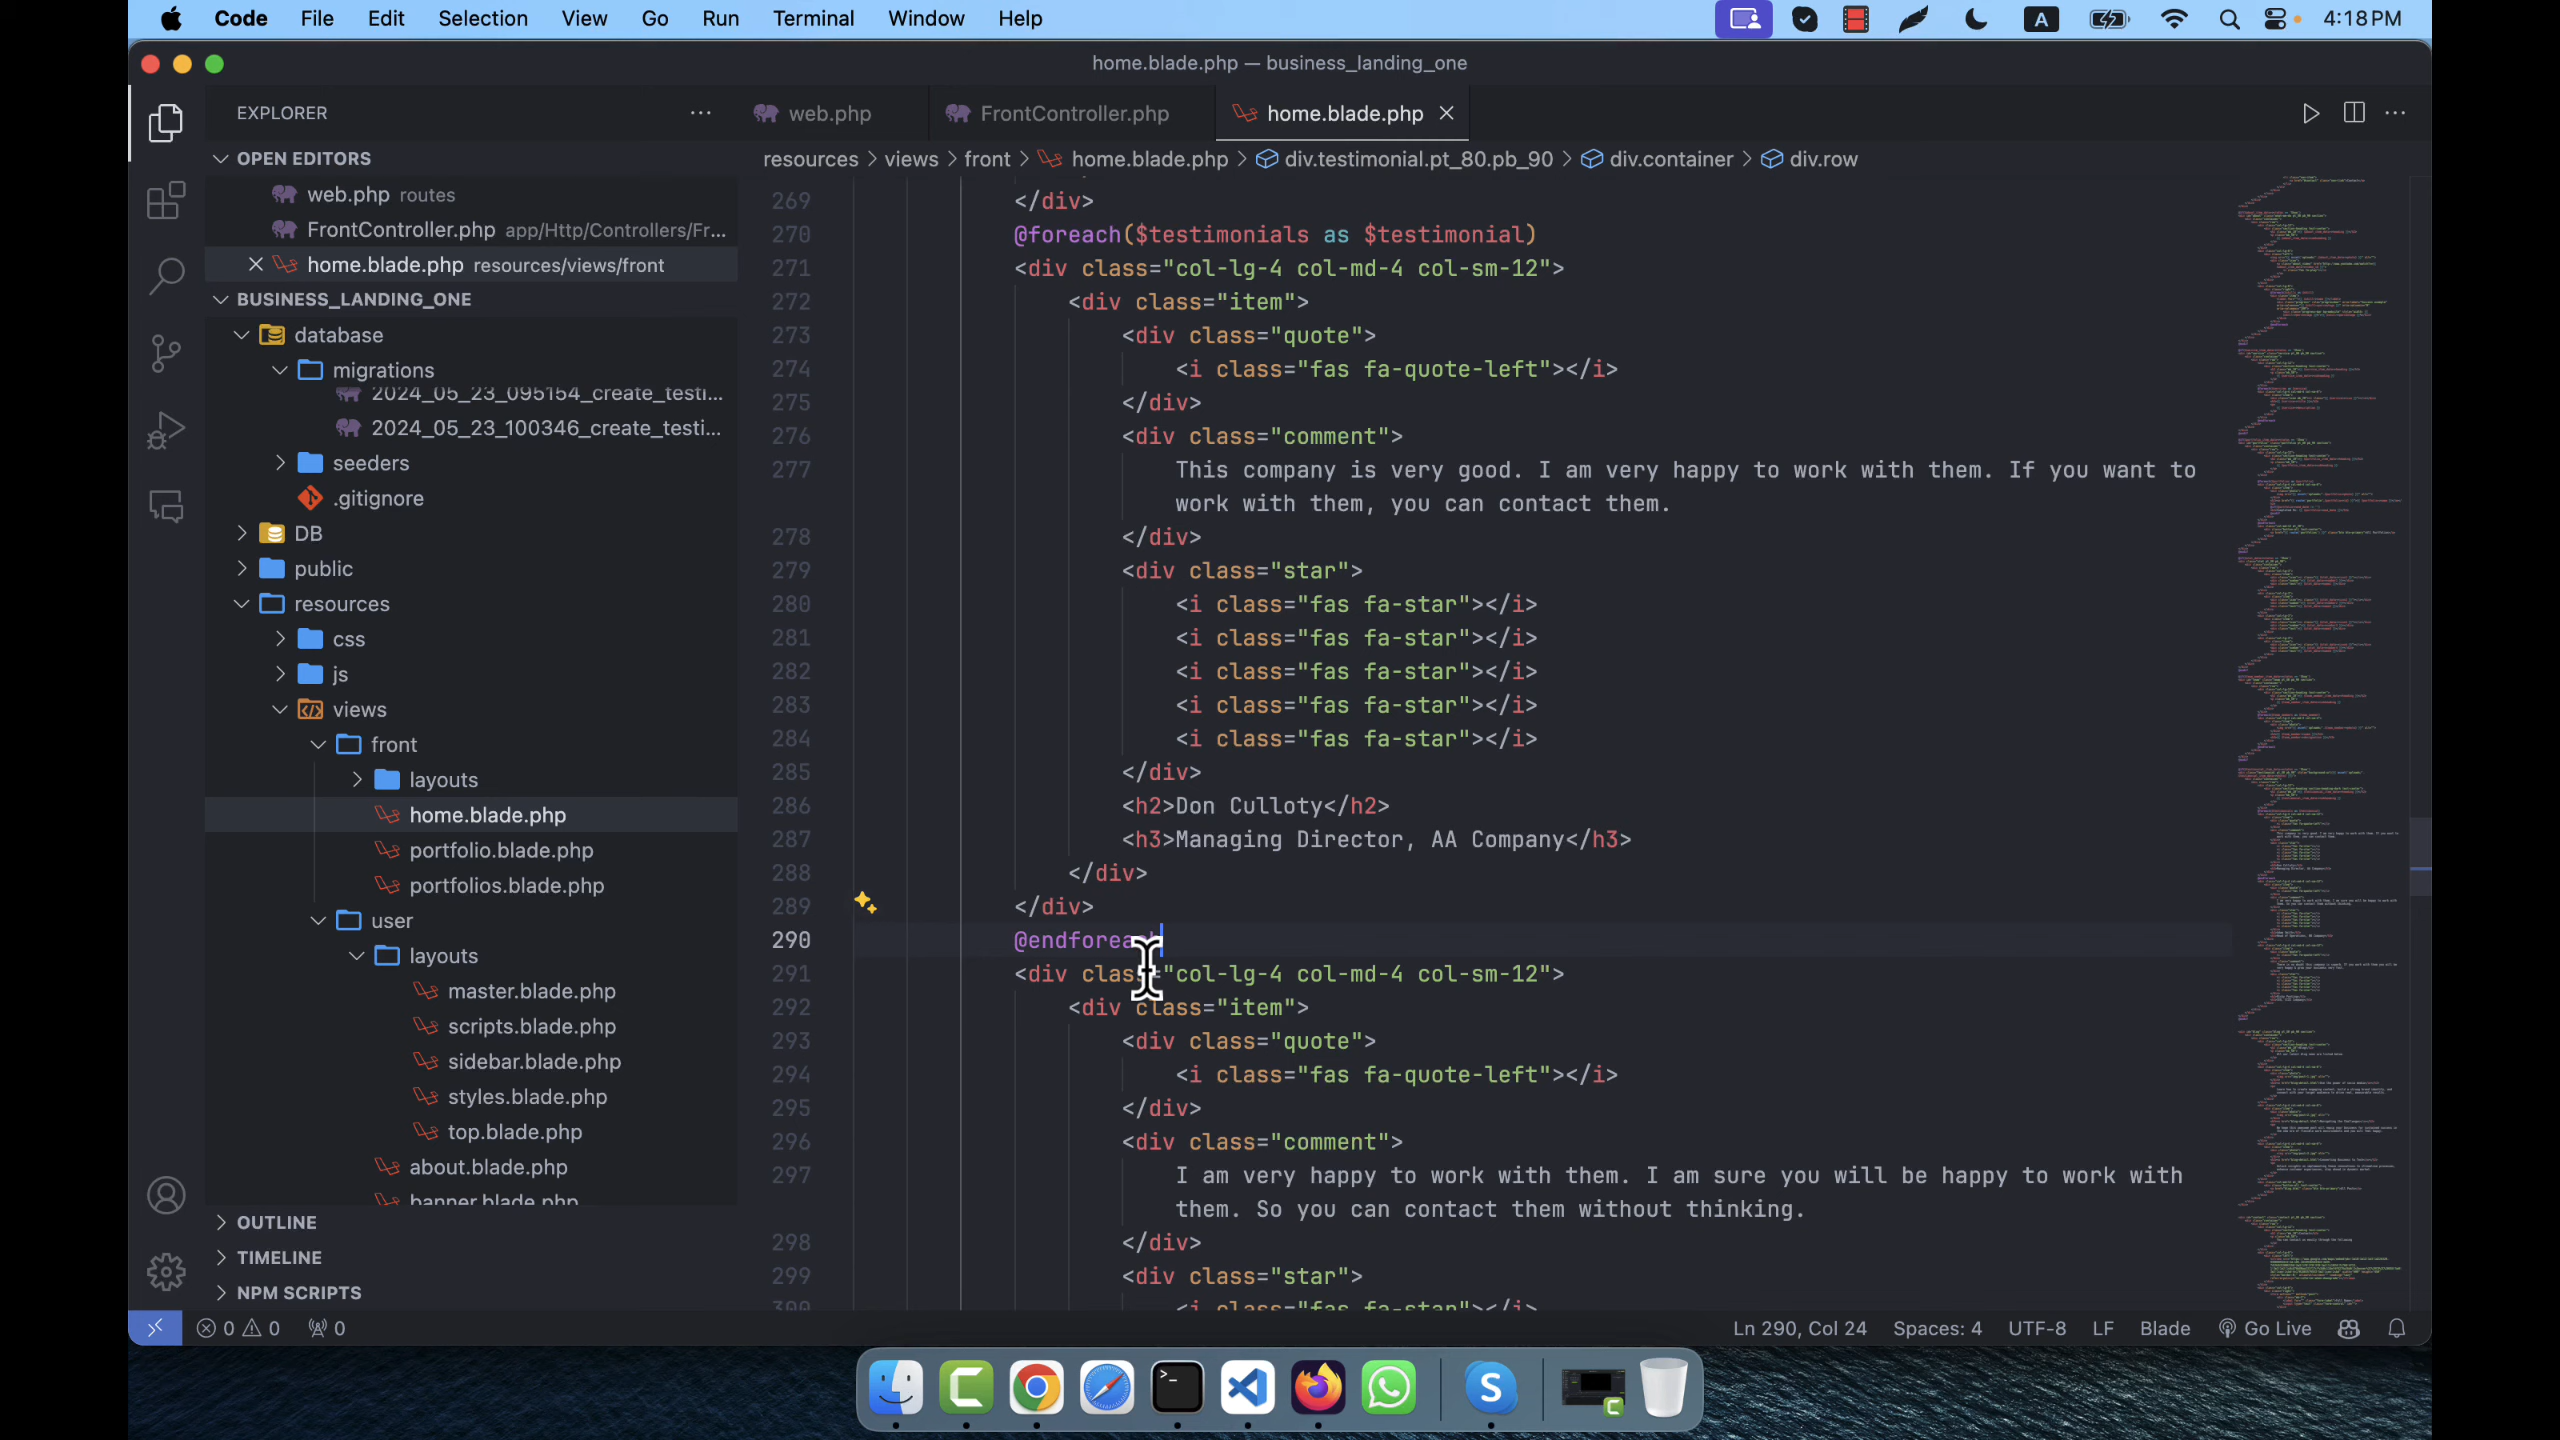 Code File Edit Selection View Go Run Terminal Window Help A 4:18 PM
home.blade.php — business_landing_one
EXPLORER
web.php FrontController.php home.blade.php
OPEN EDITORS
web.php routes
FrontController.php app/Http/Controllers/Fr...
home.blade.php resources/views/front
BUSINESS_LANDING_ONE
database
migrations
2024_05_23_095154_create_testi...
2024_05_23_100346_create_testi...
seeders
.gitignore
DB
public
resources
css
js
views
front
layouts
home.blade.php
portfolio.blade.php
portfolios.blade.php
user
layouts
master.blade.php
scripts.blade.php
sidebar.blade.php
styles.blade.php
top.blade.php
about.blade.php
banner.blade.php
OUTLINE
TIMELINE
NPM SCRIPTS
resources > views > front > home.blade.php > div.testimonial.pt_80.pb_90 > div.container > div.row
269 </div>
270 @foreach($testimonials as $testimonial)
271 <div class="col-lg-4 col-md-4 col-sm-12">
272 <div class="item">
273 <div class="quote">
274 <i class="fas fa-quote-left"></i>
275 </div>
276 <div class="comment">
277 This company is very good. I am very happy to work with them. If you want to
work with them, you can contact them.
278 </div>
279 <div class="star">
280 <i class="fas fa-star"></i>
281 <i class="fas fa-star"></i>
282 <i class="fas fa-star"></i>
283 <i class="fas fa-star"></i>
284 <i class="fas fa-star"></i>
285 </div>
286 <h2>Don Culloty</h2>
287 <h3>Managing Director, AA Company</h3>
288 </div>
289 </div>
290 @endforeach
291 <div class="col-lg-4 col-md-4 col-sm-12">
292 <div class="item">
293 <div class="quote">
294 <i class="fas fa-quote-left"></i>
295 </div>
296 <div class="comment">
297 I am very happy to work with them. I am sure you will be happy to work with
them. So you can contact them without thinking.
298 </div>
299 <div class="star">
300 <i class="fas fa-star"></i>
0 0 0 Ln 290, Col 24 Spaces: 4 UTF-8 LF Blade Go Live